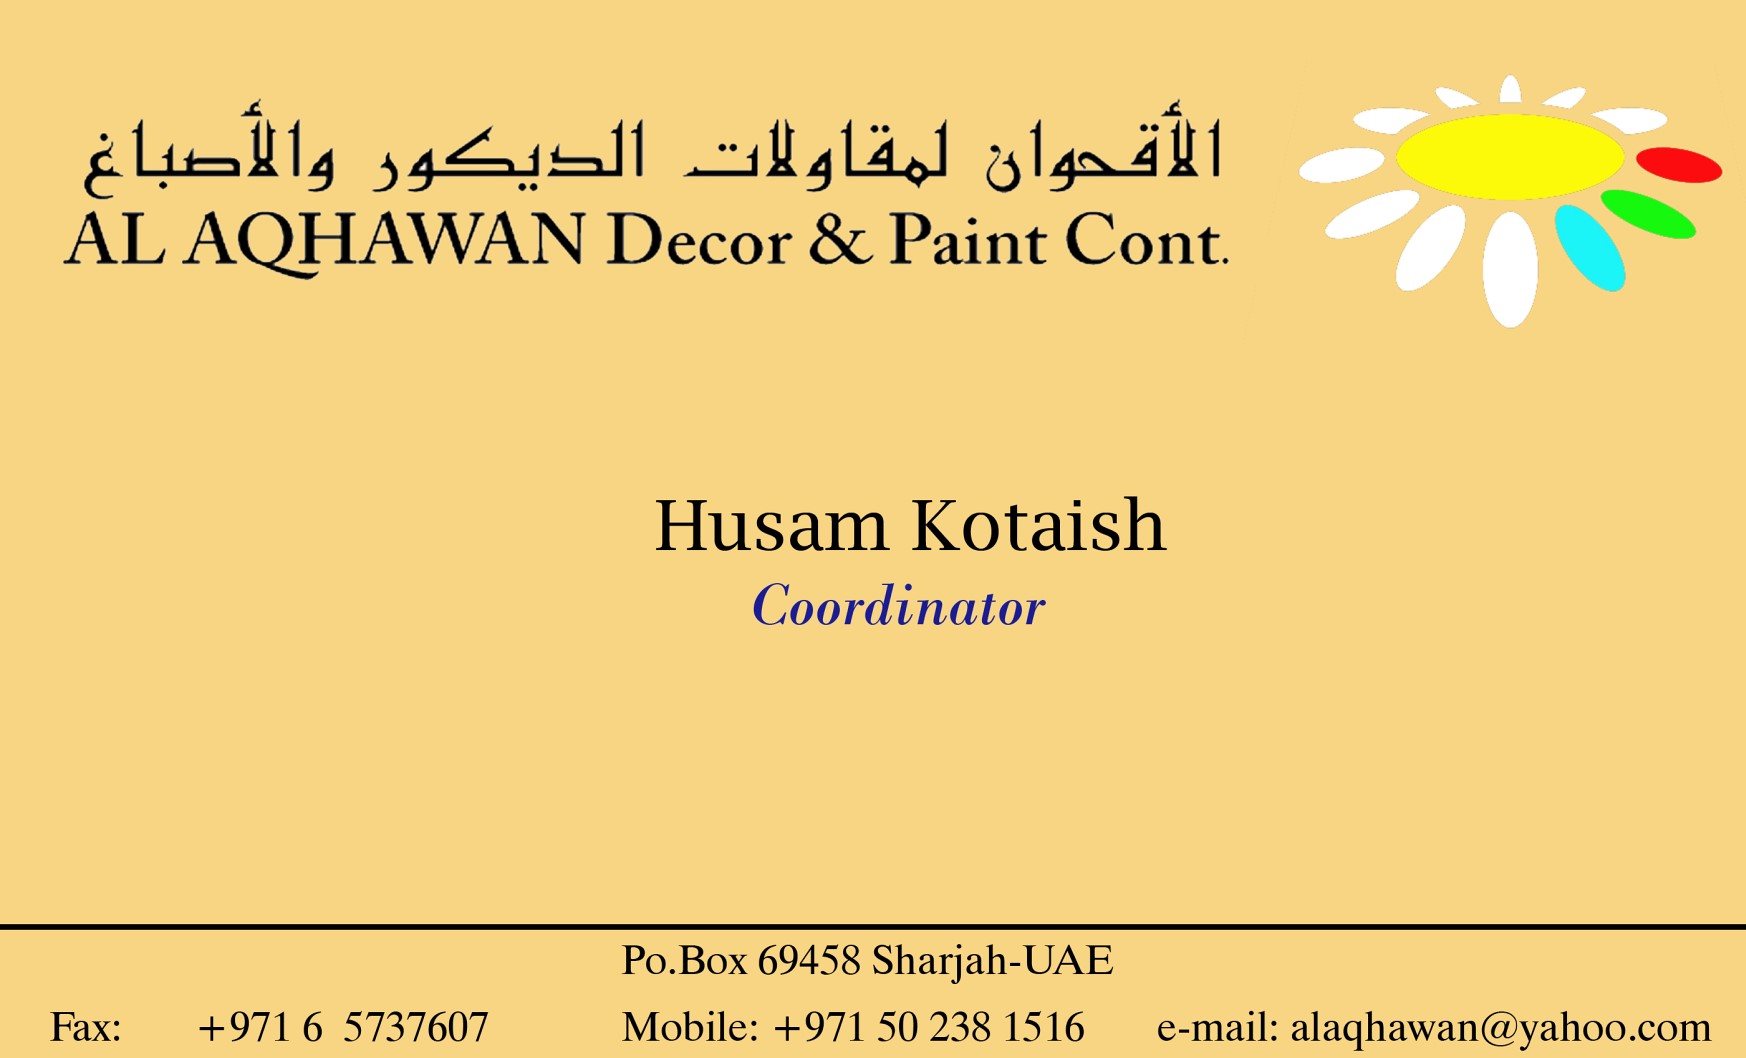 الأقحوان لمقاولات الديكور والأصباغ
AL AQHAWAN Decor & Paint Cont.
Husam Kotaish
Coordinator
Po.Box 69458 Sharjah-UAE
Fax: +971 6 5737607 Mobile: +971 50 238 1516 e-mail: alaqhawan@yahoo.com